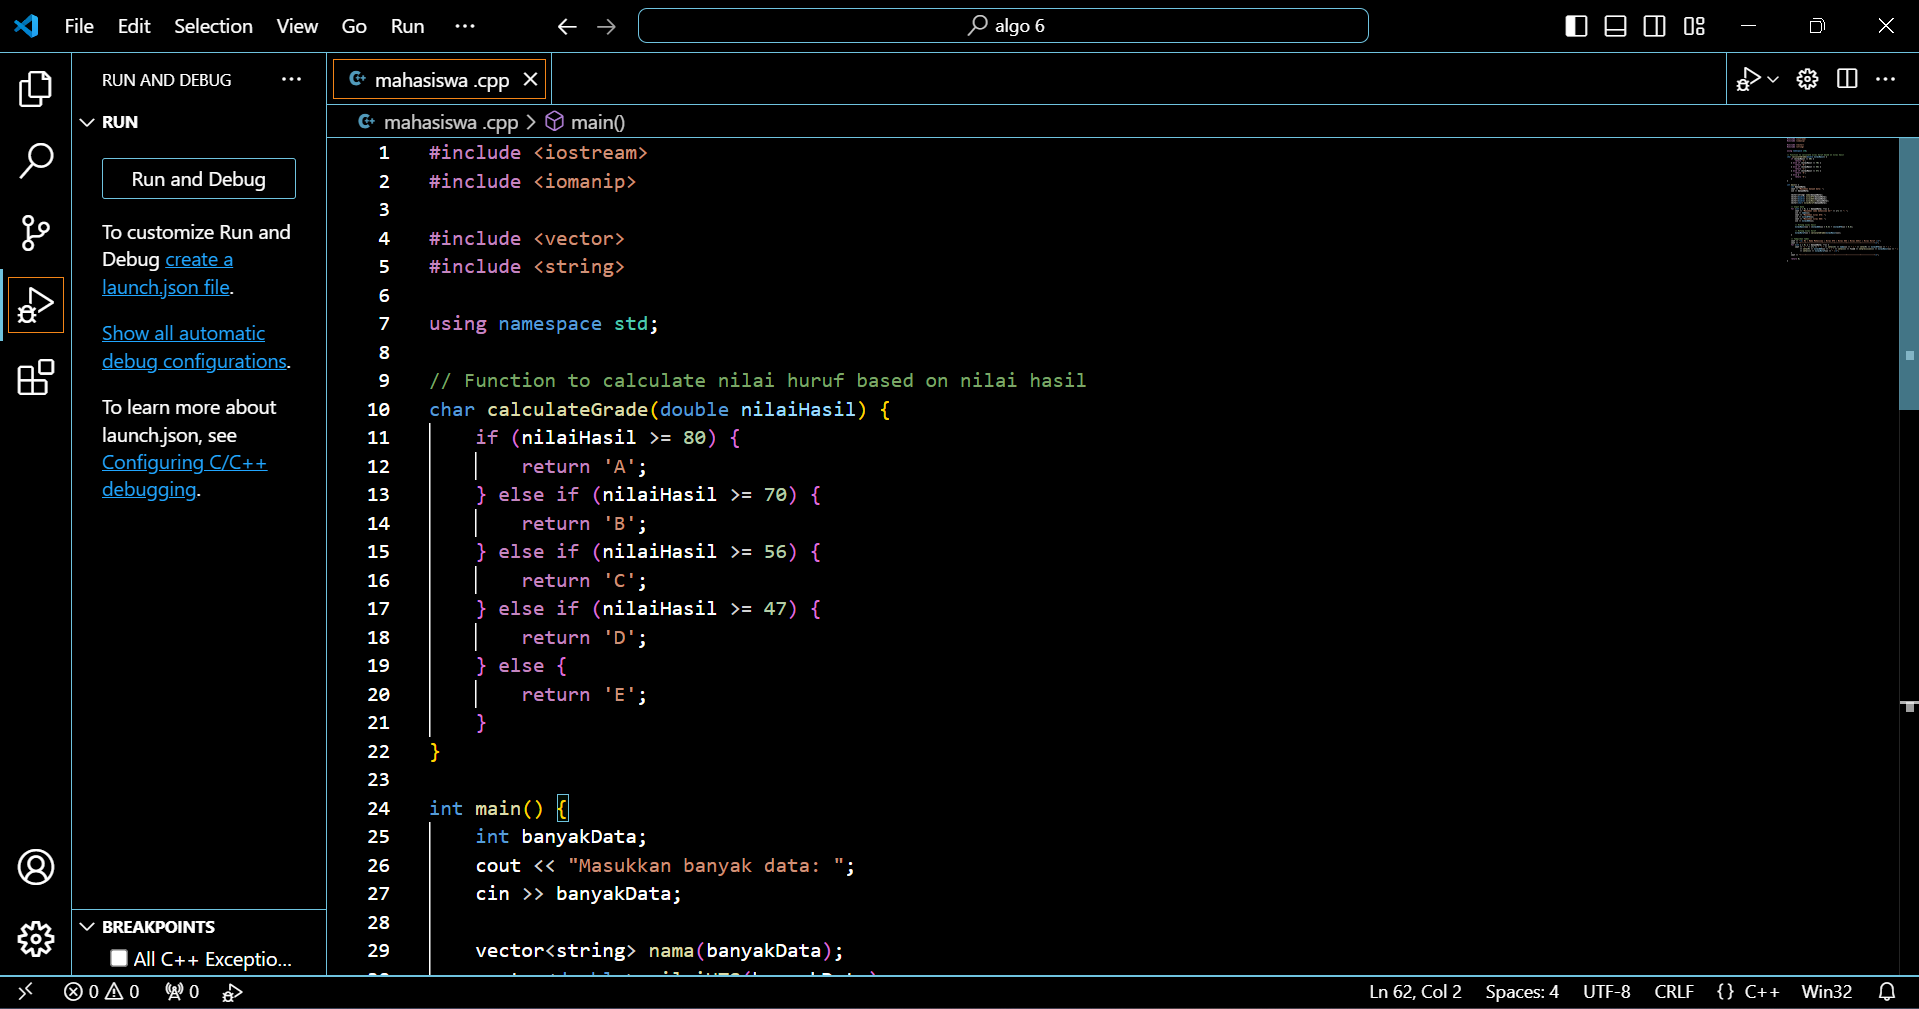 File Edit Selection View Go Run ··· algo 6
RUN AND DEBUG ···
RUN
Run and Debug
To customize Run and
Debug create a
launch.json file.
Show all automatic
debug configurations.
To learn more about
launch.json, see
Configuring C/C++
debugging.
BREAKPOINTS
All C++ Exceptio...
mahasiswa .cpp
mahasiswa .cpp > main()
1 #include <iostream>
2 #include <iomanip>
3
4 #include <vector>
5 #include <string>
6
7 using namespace std;
8
9 // Function to calculate nilai huruf based on nilai hasil
10 char calculateGrade(double nilaiHasil) {
11 if (nilaiHasil >= 80) {
12 return 'A';
13 } else if (nilaiHasil >= 70) {
14 return 'B';
15 } else if (nilaiHasil >= 56) {
16 return 'C';
17 } else if (nilaiHasil >= 47) {
18 return 'D';
19 } else {
20 return 'E';
21 }
22 }
23
24 int main() {
25 int banyakData;
26 cout << "Masukkan banyak data: ";
27 cin >> banyakData;
28
29 vector<string> nama(banyakData);
0 0 0
Ln 62, Col 2 Spaces: 4 UTF-8 CRLF {} C++ Win32